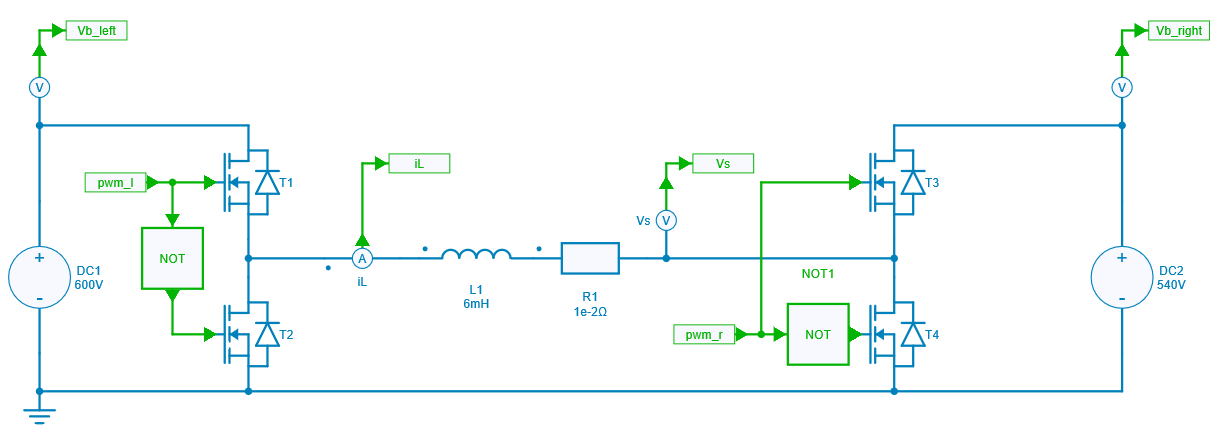 Vb_left
Vb_right
V
V
pwm_l
T1
iL
Vs
T3
Vs
V
NOT
A
iL
NOT1
DC1
600V
L1
6mH
R1
1e-2Ω
DC2
540V
T2
pwm_r
NOT
T4